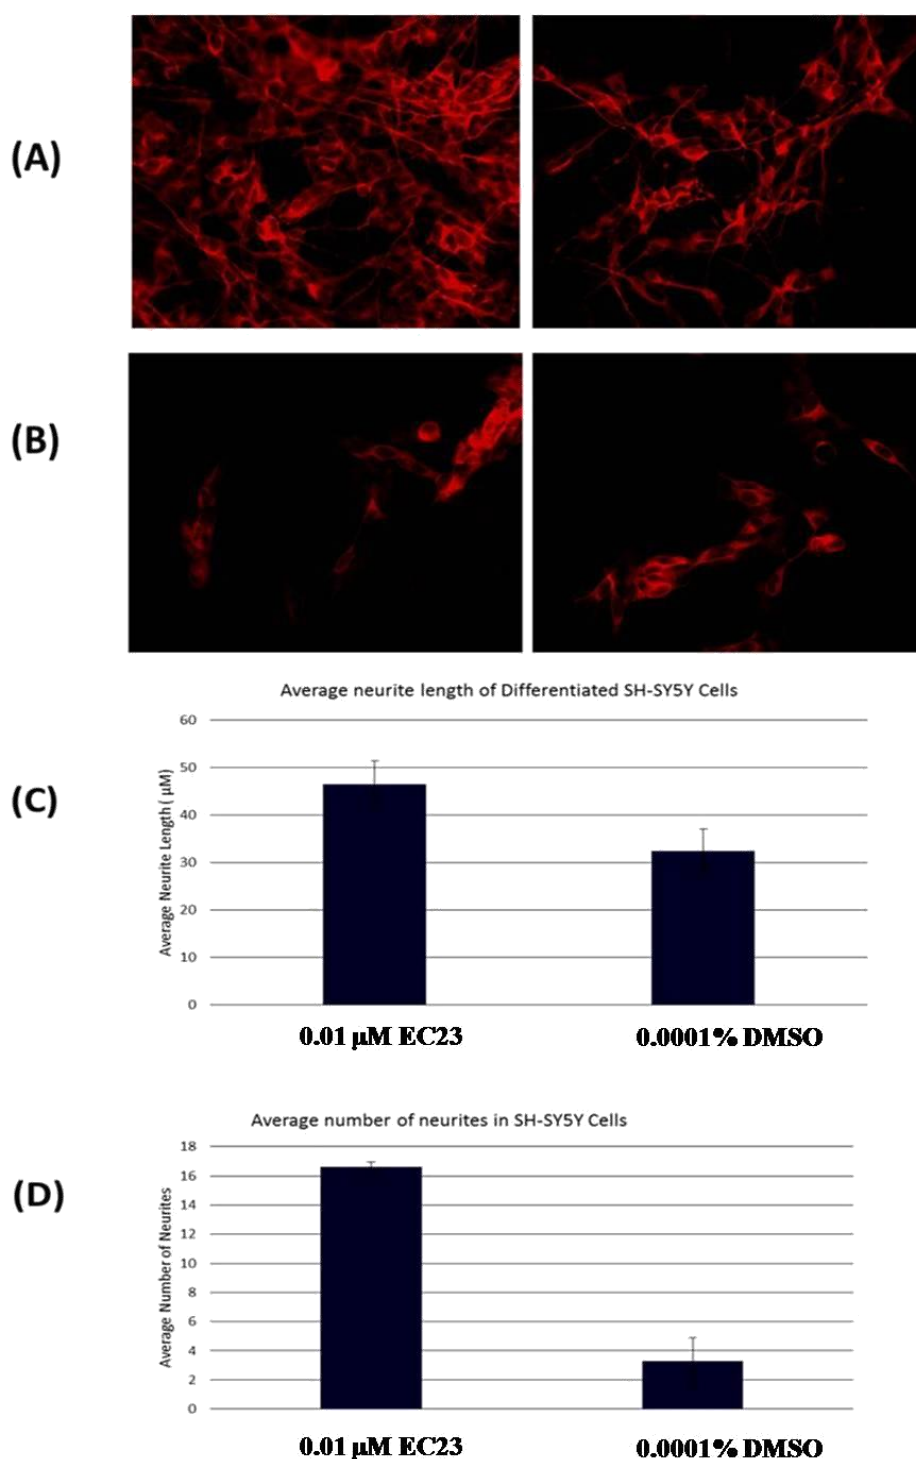 (A)
(B)
Average neurite length of Differentiated SH-SY5Y Cells
(C)
Average Neurite Length ( μM)
60
50
40
30
20
10
0
0.01 μM EC23
0.0001% DMSO
Average number of neurites in SH-SY5Y Cells
(D)
Average Number of Neurites
18
16
14
12
10
8
6
4
2
0
0.01 μM EC23
0.0001% DMSO